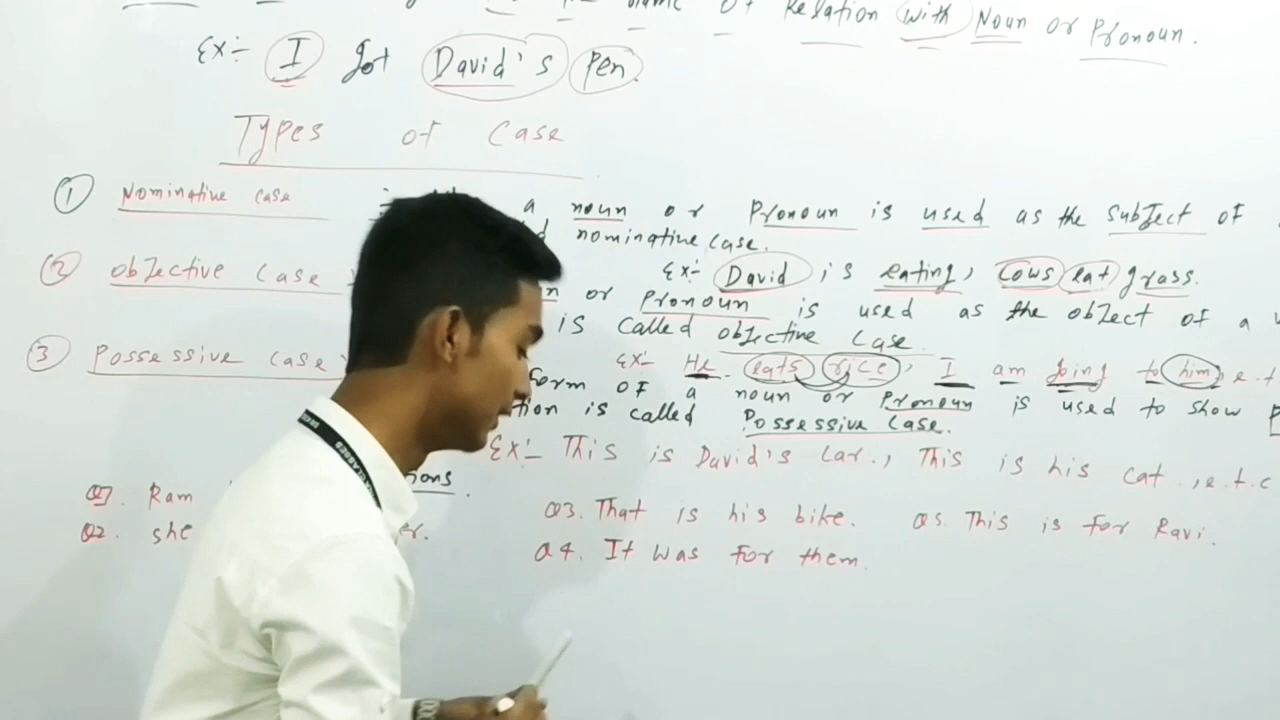 Name Of Relation with Noun or Pronoun.
Ex:- I got David's Pen.
Types of Case
① Nominative case a noun or Pronoun is used as the subject of
nominative case.
Ex:- David is eating, Cows eat grass.
② objective Case or Pronoun is used as the object of a
is called objective Case.
Ex:- He eats rice, I am going to him, e.t
③ Possessive Case form of a noun or Pronoun is used to show
tion is called Possessive Case.
Ex:- This is David's Car., This is his cat ., e.t.c
ons.
Q1. Ram
Q2. she er.
Q3. That is his bike.
Q4. It was for them.
Q5. This is for Ravi.
CLASSES